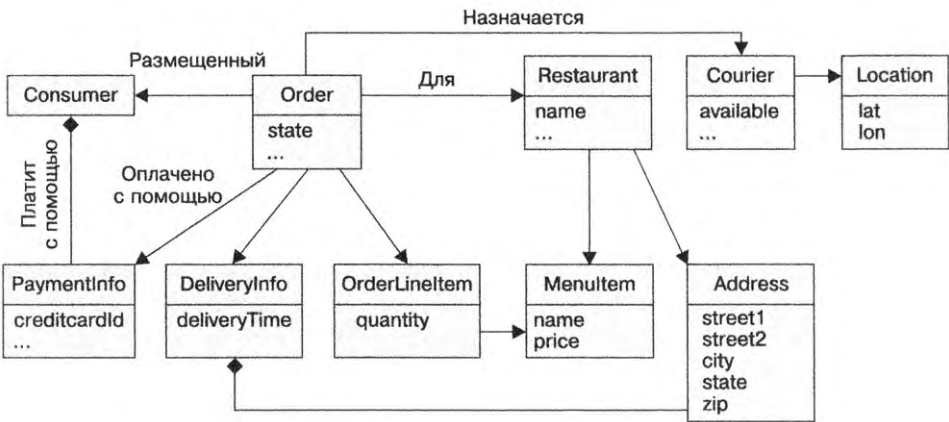 Назначается
Размещенный
Для
Consumer
Order
state
...
Restaurant
name
...
Courier
available
...
Location
lat
lon
Платит
с помощью
Оплачено
с помощью
PaymentInfo
creditcardId
...
DeliveryInfo
deliveryTime
OrderLineItem
quantity
MenuItem
name
price
Address
street1
street2
city
state
zip